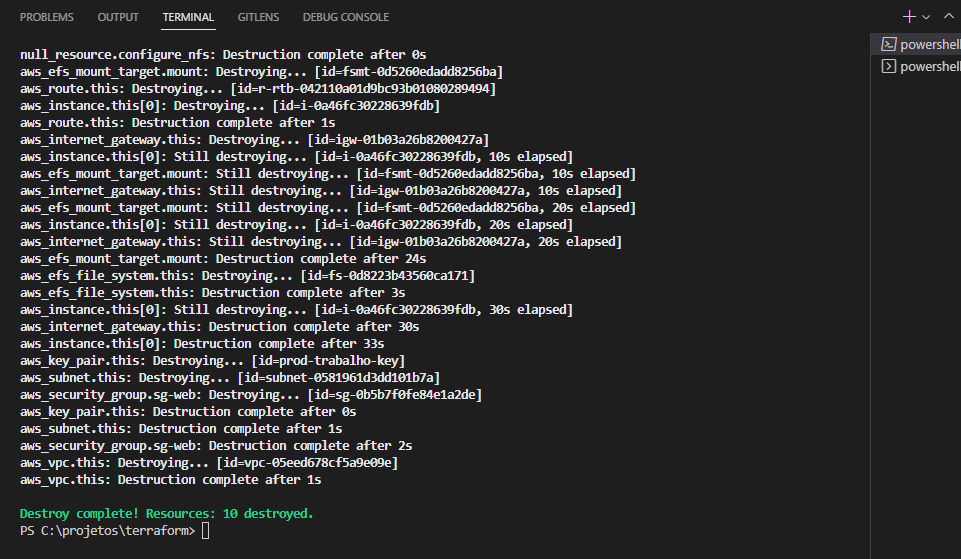 PROBLEMS OUTPUT TERMINAL GITLENS DEBUG CONSOLE
powershell
powershell
null_resource.configure_nfs: Destruction complete after 0s
aws_efs_mount_target.mount: Destroying... [id=fsmt-0d5260edadd8256ba]
aws_route.this: Destroying... [id=r-rtb-042110a01d9bc93b01080289494]
aws_instance.this[0]: Destroying... [id=i-0a46fc30228639fdb]
aws_route.this: Destruction complete after 1s
aws_internet_gateway.this: Destroying... [id=igw-01b03a26b8200427a]
aws_instance.this[0]: Still destroying... [id=i-0a46fc30228639fdb, 10s elapsed]
aws_efs_mount_target.mount: Still destroying... [id=fsmt-0d5260edadd8256ba, 10s elapsed]
aws_internet_gateway.this: Still destroying... [id=igw-01b03a26b8200427a, 10s elapsed]
aws_efs_mount_target.mount: Still destroying... [id=fsmt-0d5260edadd8256ba, 20s elapsed]
aws_instance.this[0]: Still destroying... [id=i-0a46fc30228639fdb, 20s elapsed]
aws_internet_gateway.this: Still destroying... [id=igw-01b03a26b8200427a, 20s elapsed]
aws_efs_mount_target.mount: Destruction complete after 24s
aws_efs_file_system.this: Destroying... [id=fs-0d8223b43560ca171]
aws_efs_file_system.this: Destruction complete after 3s
aws_instance.this[0]: Still destroying... [id=i-0a46fc30228639fdb, 30s elapsed]
aws_internet_gateway.this: Destruction complete after 30s
aws_instance.this[0]: Destruction complete after 33s
aws_key_pair.this: Destroying... [id=prod-trabalho-key]
aws_subnet.this: Destroying... [id=subnet-0581961d3dd101b7a]
aws_security_group.sg-web: Destroying... [id=sg-0b5b7f0fe84e1a2de]
aws_key_pair.this: Destruction complete after 0s
aws_subnet.this: Destruction complete after 1s
aws_security_group.sg-web: Destruction complete after 2s
aws_vpc.this: Destroying... [id=vpc-05eed678cf5a9e09e]
aws_vpc.this: Destruction complete after 1s
Destroy complete! Resources: 10 destroyed.
PS C:\projetos\terraform>